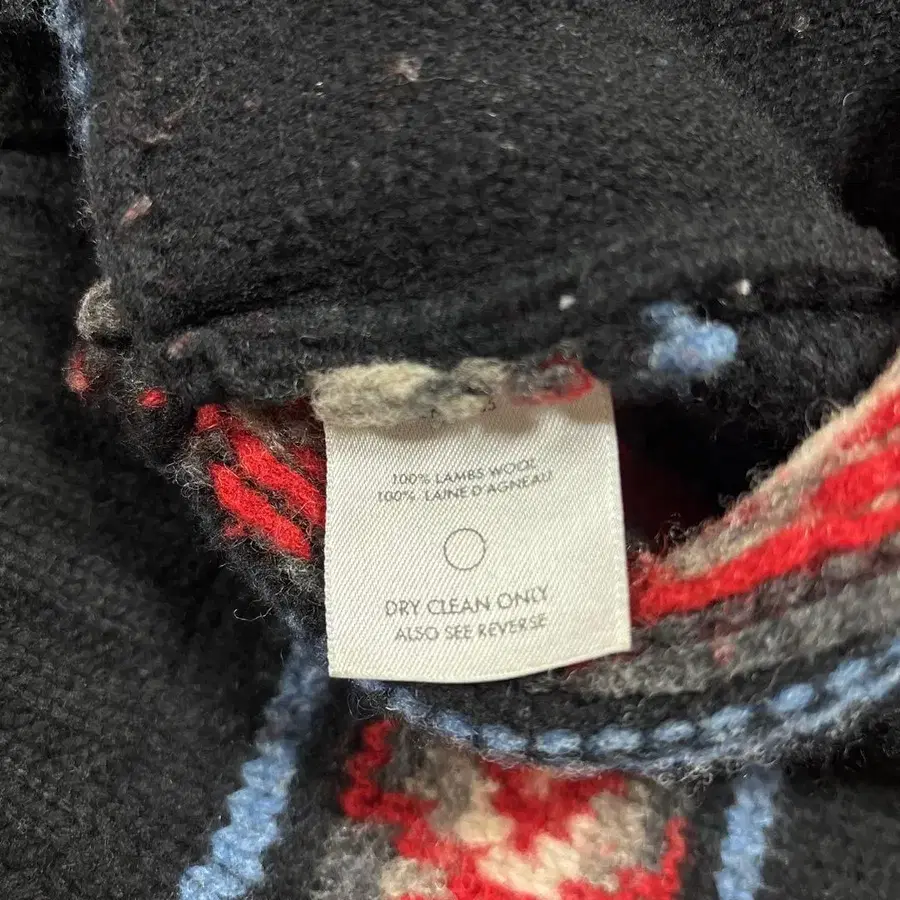 100% LAMBS WOOL
100% LAINE D'AGNEAU
DRY CLEAN ONLY
ALSO SEE REVERSE